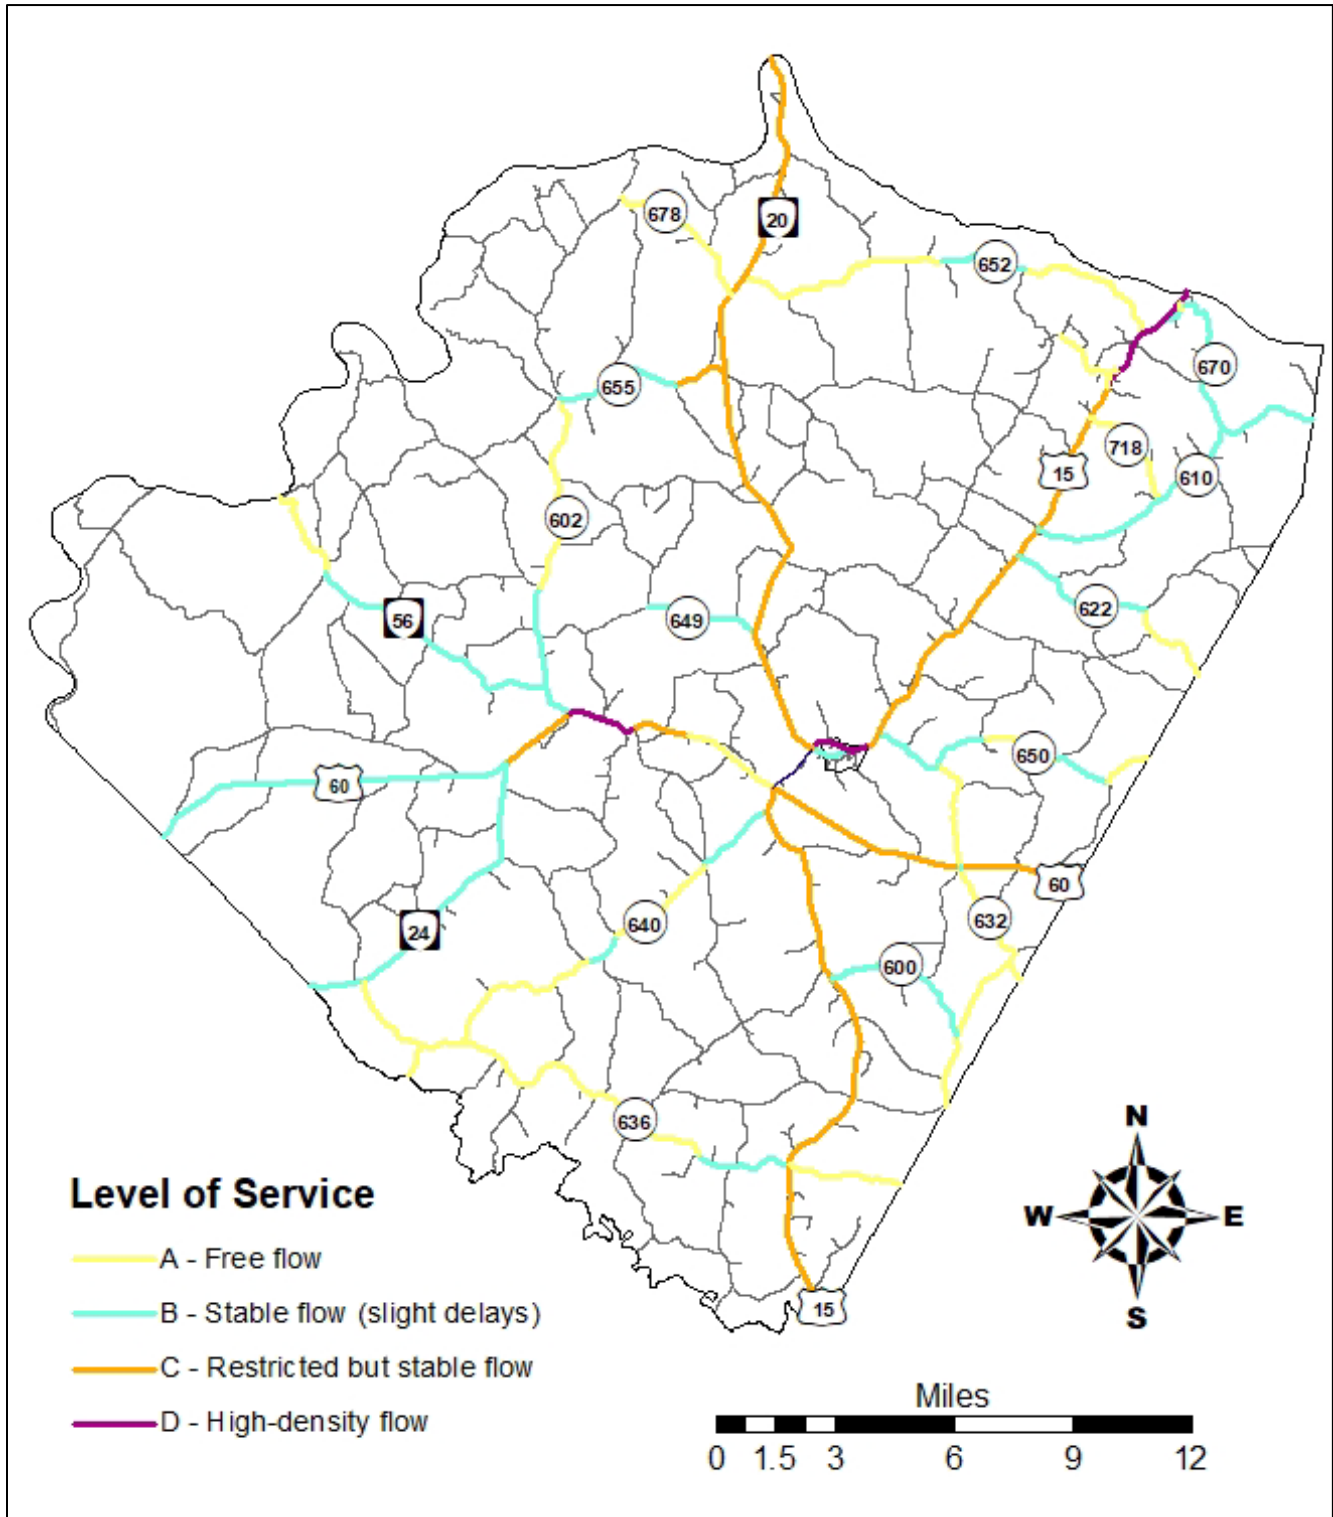 678
20
652
655
670
718
15
610
602
622
56
649
650
60
60
24
640
632
600
636
N
W E
S
15
Level of Service
A - Free flow
B - Stable flow (slight delays)
C - Restricted but stable flow
D - High-density flow
Miles
0 1.5 3 6 9 12